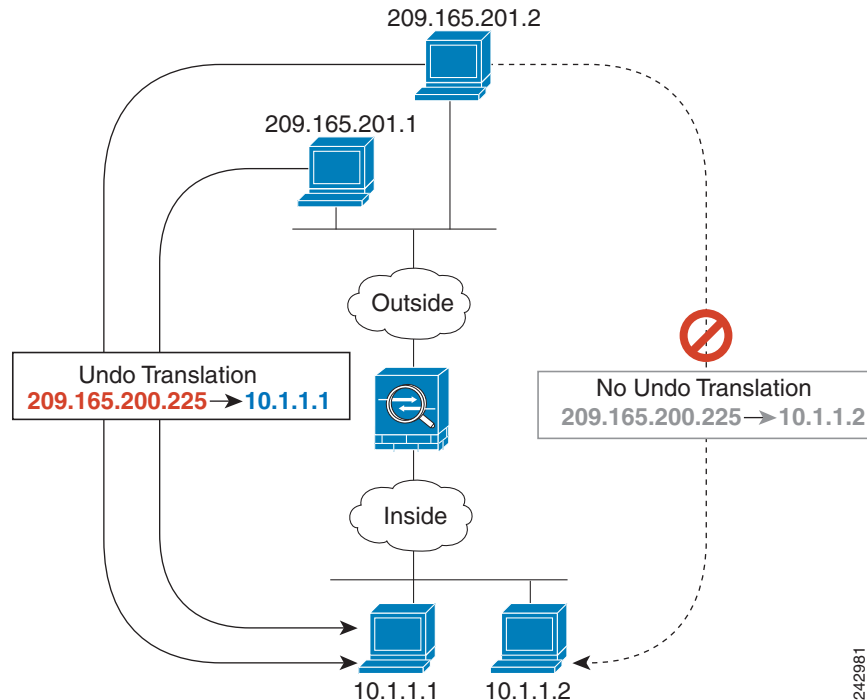 209.165.201.2
209.165.201.1
Outside
Undo Translation
209.165.200.225 → 10.1.1.1
No Undo Translation
209.165.200.225 → 10.1.1.2
Inside
10.1.1.1
10.1.1.2
242981